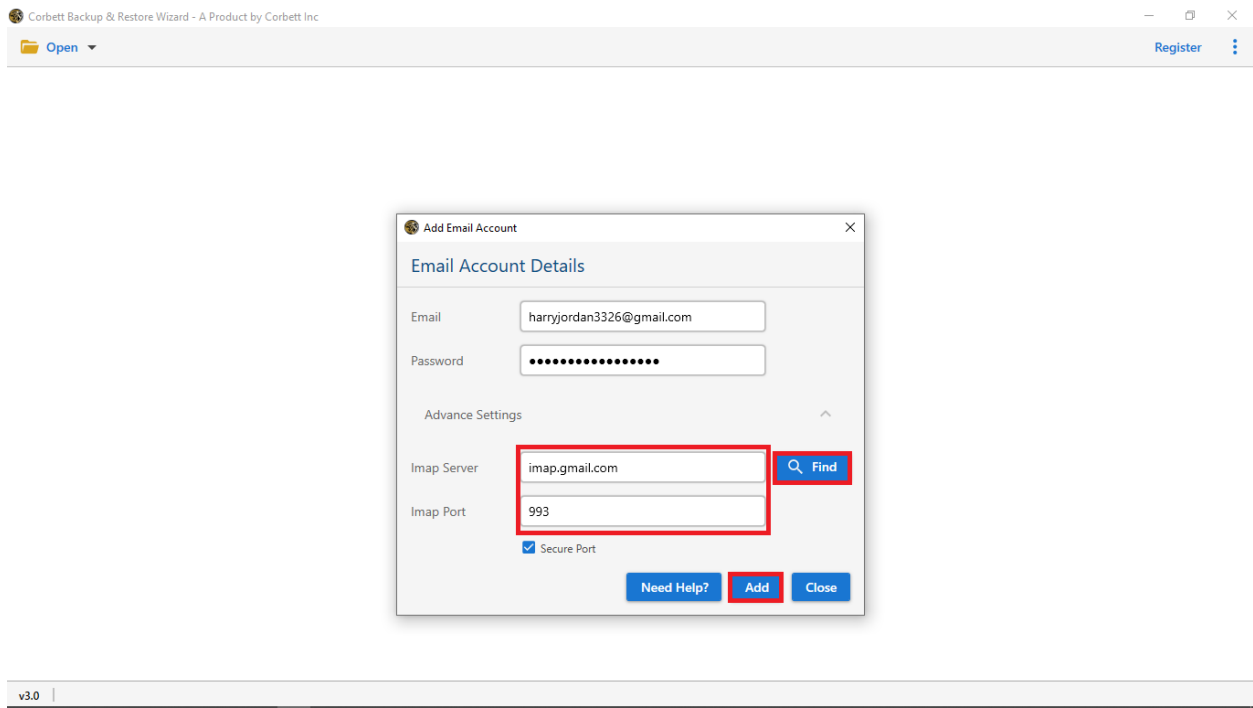 Corbett Backup & Restore Wizard - A Product by Corbett Inc
Open Register
Add Email Account
Email Account Details
Email harryjordan3326@gmail.com
Password •••••••••••••••••
Advance Settings
Imap Server imap.gmail.com Find
Imap Port 993
Secure Port
Need Help? Add Close
v3.0